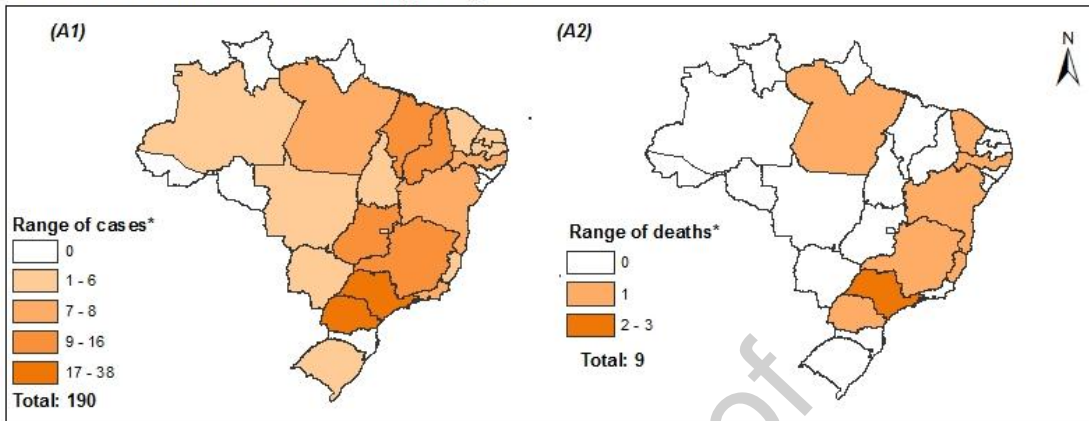 (A1)
Range of cases*
0
1 - 6
7 - 8
9 - 16
17 - 38
Total: 190
(A2)
Range of deaths*
0
1
2 - 3
Total: 9
N
of